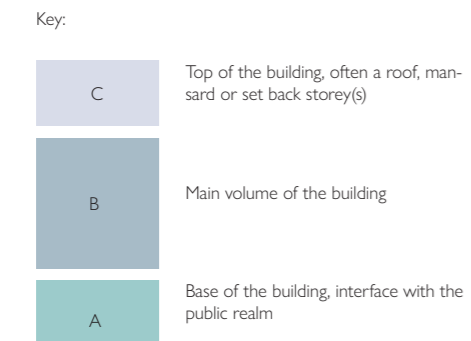 Key:
C
Top of the building, often a roof, man-
sard or set back storey(s)
B
Main volume of the building
A
Base of the building, interface with the
public realm